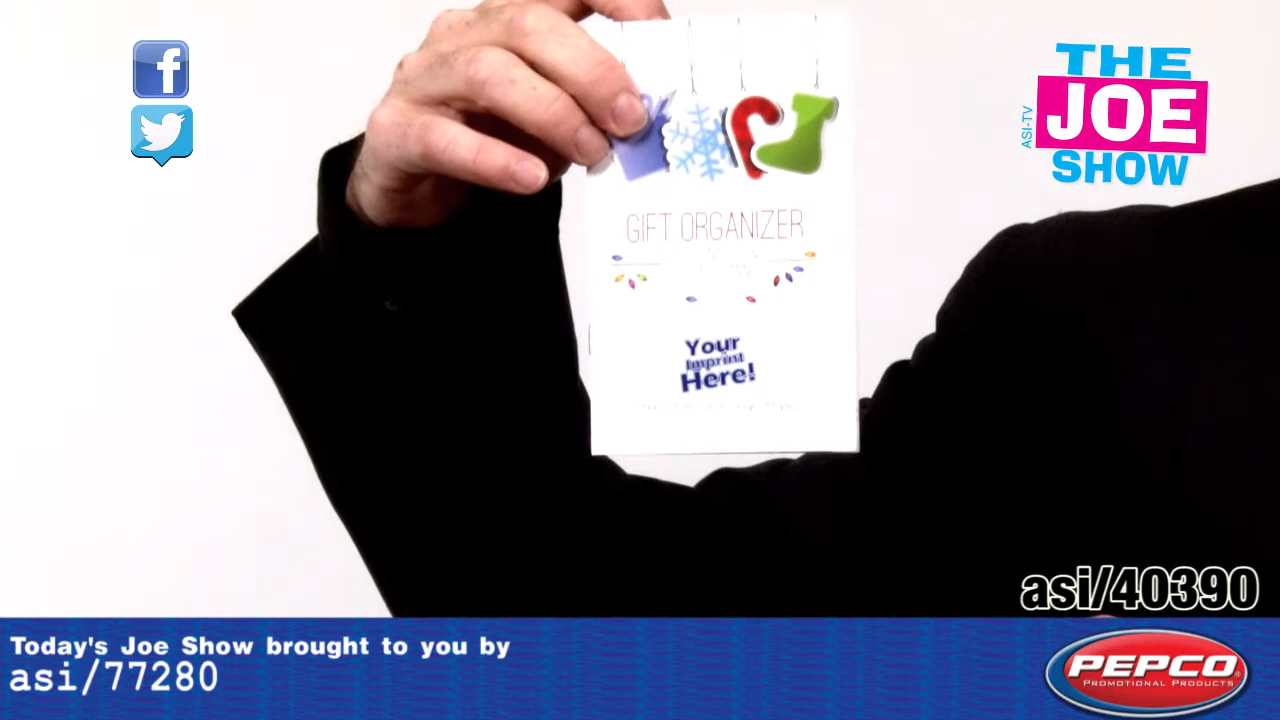 THE
JOE
SHOW
ASI-TV
GIFT ORGANIZER
Your
Imprint
Here!
asi/40390
Today's Joe Show brought to you by
asi/77280
PEPCO
PROMOTIONAL PRODUCTS